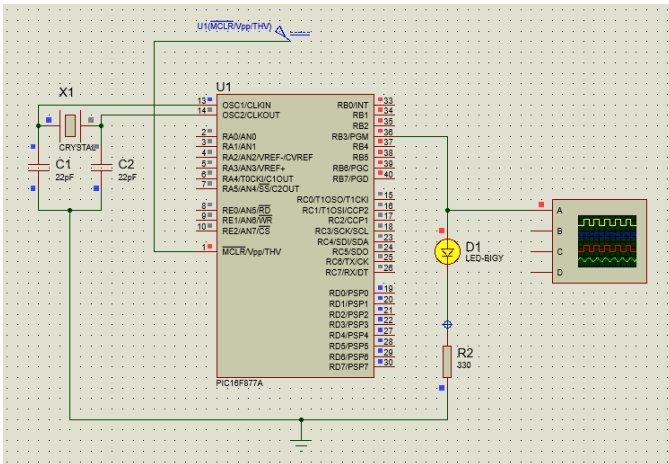 U1(MCLR/Vpp/THV)
X1
CRYSTAL
C1
22pF
C2
22pF
U1
13 OSC1/CLKIN
14 OSC2/CLKOUT
2 RA0/AN0
3 RA1/AN1
4 RA2/AN2/VREF-/CVREF
5 RA3/AN3/VREF+
6 RA4/T0CKI/C1OUT
7 RA5/AN4/SS/C2OUT
8 RE0/AN5/RD
9 RE1/AN6/WR
10 RE2/AN7/CS
1 MCLR/Vpp/THV
RB0/INT 33
RB1 34
RB2 35
RB3/PGM 36
RB4 37
RB5 38
RB6/PGC 39
RB7/PGD 40
RC0/T1OSO/T1CKI 15
RC1/T1OSI/CCP2 16
RC2/CCP1 17
RC3/SCK/SCL 18
RC4/SDI/SDA 23
RC5/SDO 24
RC6/TX/CK 25
RC7/RX/DT 26
RD0/PSP0 19
RD1/PSP1 20
RD2/PSP2 21
RD3/PSP3 22
RD4/PSP4 27
RD5/PSP5 28
RD6/PSP6 29
RD7/PSP7 30
PIC16F877A
D1
LED-BIGY
R2
330
A
B
C
D